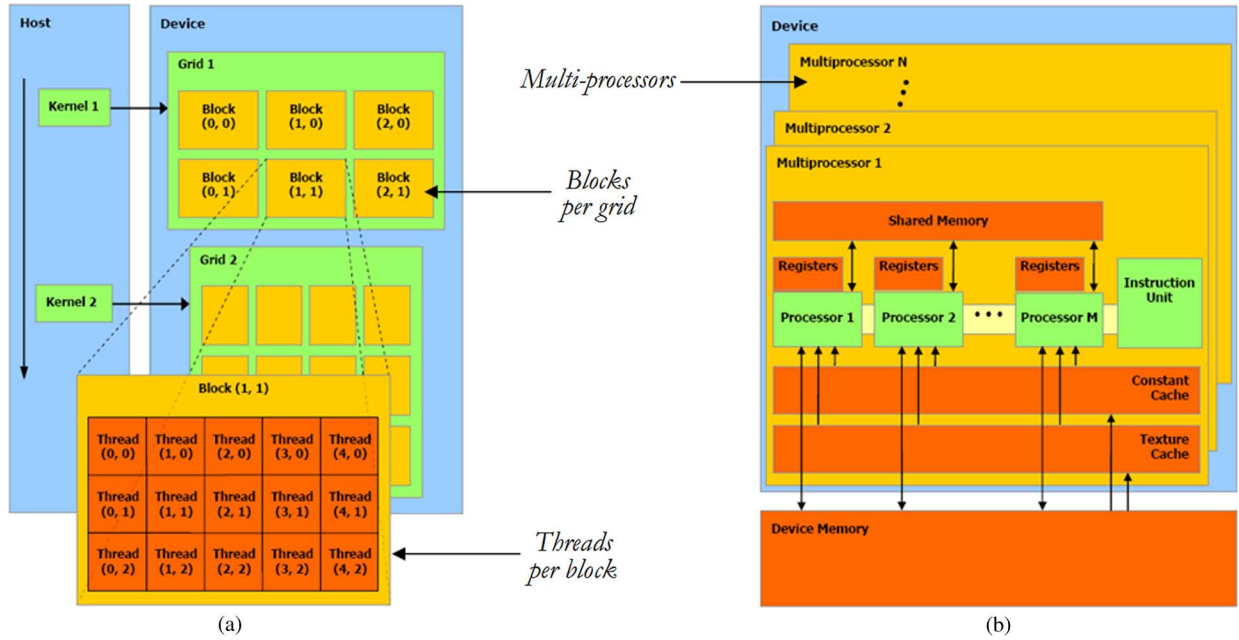 Host
Device
Grid 1
Kernel 1
Block
(0, 0)
Block
(1, 0)
Block
(2, 0)
Block
(0, 1)
Block
(1, 1)
Block
(2, 1)
Grid 2
Kernel 2
Block (1, 1)
Thread
(0, 0)
Thread
(1, 0)
Thread
(2, 0)
Thread
(3, 0)
Thread
(4, 0)
Thread
(0, 1)
Thread
(1, 1)
Thread
(2, 1)
Thread
(3, 1)
Thread
(4, 1)
Thread
(0, 2)
Thread
(1, 2)
Thread
(2, 2)
Thread
(3, 2)
Thread
(4, 2)
(a)
Multi-processors
Blocks
per grid
Threads
per block
Device
Multiprocessor N
Multiprocessor 2
Multiprocessor 1
Shared Memory
Registers
Registers
Registers
Processor 1
Processor 2
Processor M
Instruction
Unit
Constant
Cache
Texture
Cache
Device Memory
(b)